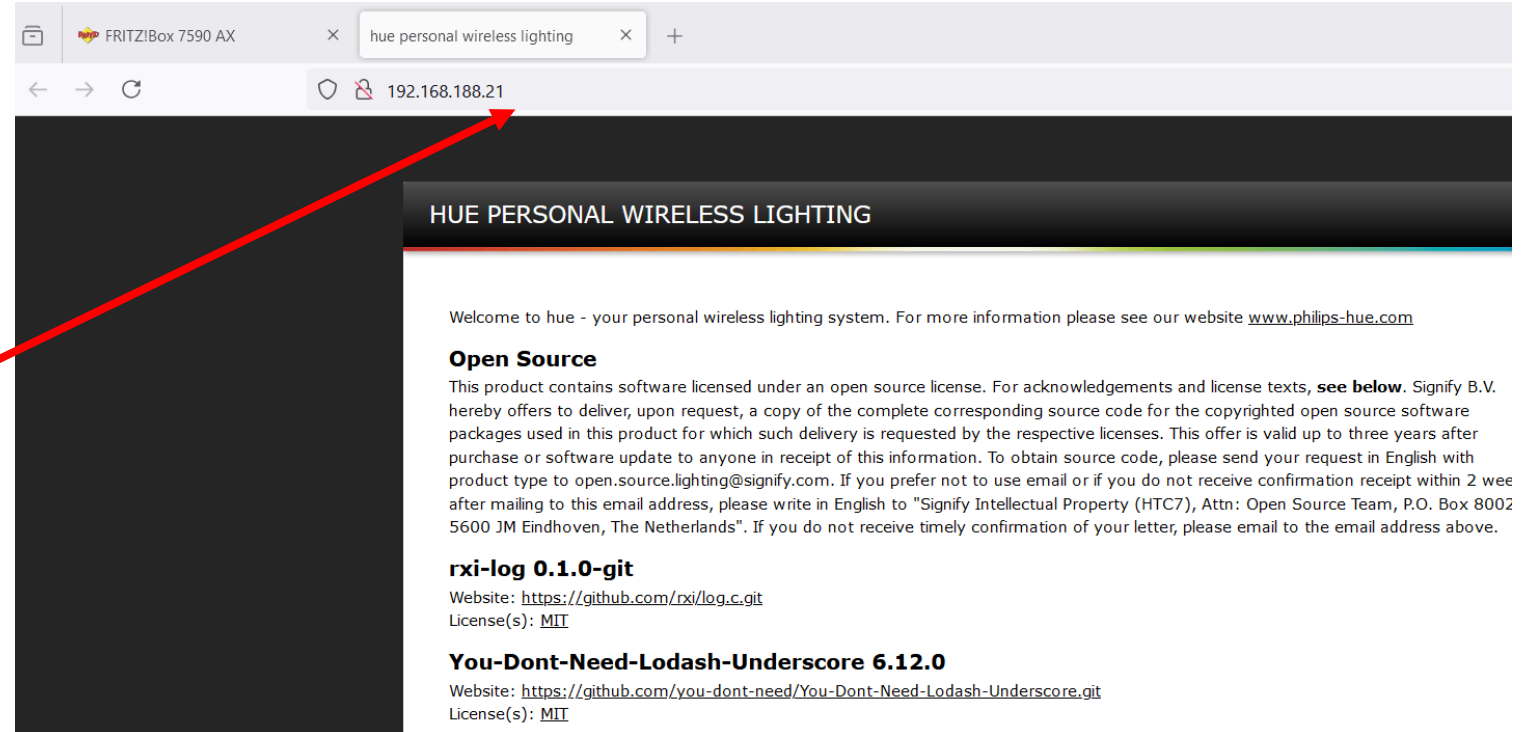 FRITZ!Box 7590 AX
hue personal wireless lighting
192.168.188.21
HUE PERSONAL WIRELESS LIGHTING
Welcome to hue - your personal wireless lighting system. For more information please see our website www.philips-hue.com
Open Source
This product contains software licensed under an open source license. For acknowledgements and license texts, see below. Signify B.V.
hereby offers to deliver, upon request, a copy of the complete corresponding source code for the copyrighted open source software
packages used in this product for which such delivery is requested by the respective licenses. This offer is valid up to three years after
purchase or software update to anyone in receipt of this information. To obtain source code, please send your request in English with
product type to open.source.lighting@signify.com. If you prefer not to use email or if you do not receive confirmation receipt within 2 wee
after mailing to this email address, please write in English to "Signify Intellectual Property (HTC7), Attn: Open Source Team, P.O. Box 8002
5600 JM Eindhoven, The Netherlands". If you do not receive timely confirmation of your letter, please email to the email address above.
rxi-log 0.1.0-git
Website: https://github.com/rxi/log.c.git
License(s): MIT
You-Dont-Need-Lodash-Underscore 6.12.0
Website: https://github.com/you-dont-need/You-Dont-Need-Lodash-Underscore.git
License(s): MIT